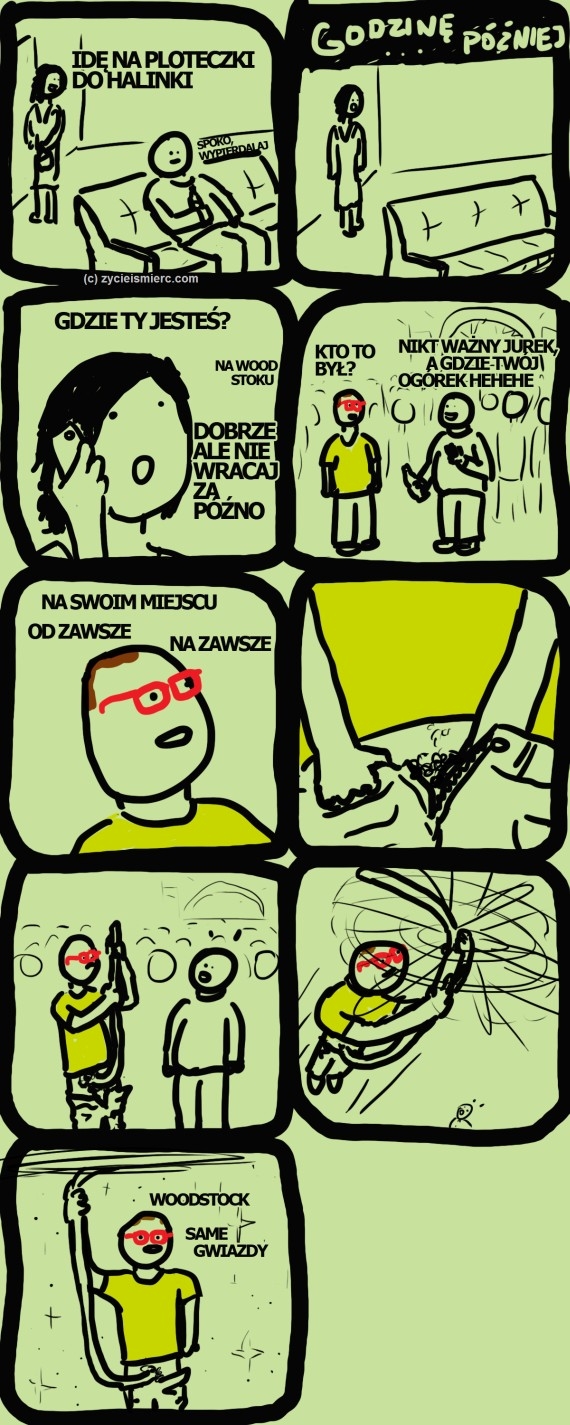 IDĘ NA PLOTECZKI
DO HALINKI
SPOKO,
WYPIERDALAJ
GODZINĘ PÓŹNIEJ
(c) zycieismierc.com
GDZIE TY JESTEŚ?
NA WOOD
STOKU
DOBRZE
ALE NIE
WRACAJ
ZA
PÓŹNO
KTO TO
BYŁ?
NIKT WAŻNY JUREK,
A GDZIE TWÓJ
OGÓREK HEHEHE
NA SWOIM MIEJSCU
OD ZAWSZE
NA ZAWSZE
WOODSTOCK
SAME
GWIAZDY